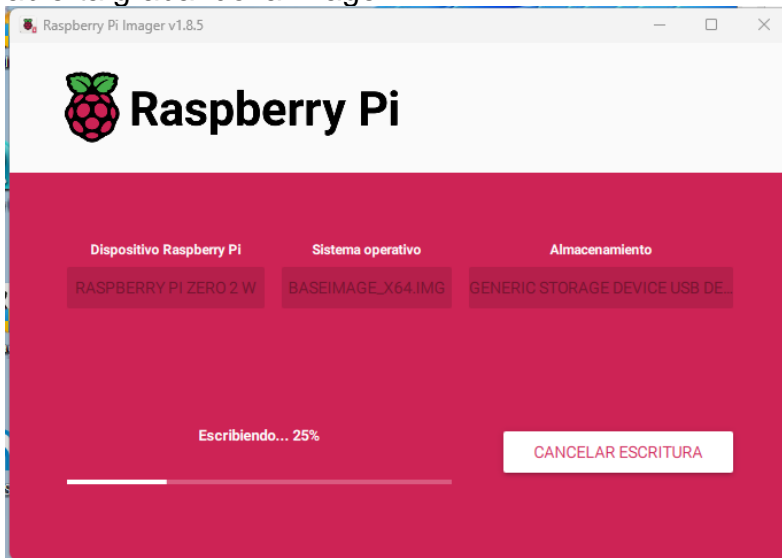 Raspberry Pi Imager v1.8.5
Raspberry Pi
Dispositivo Raspberry Pi
Sistema operativo
Almacenamiento
RASPBERRY PI ZERO 2 W
BASEIMAGE_X64.IMG
GENERIC STORAGE DEVICE USB DE...
Escribiendo... 25%
CANCELAR ESCRITURA